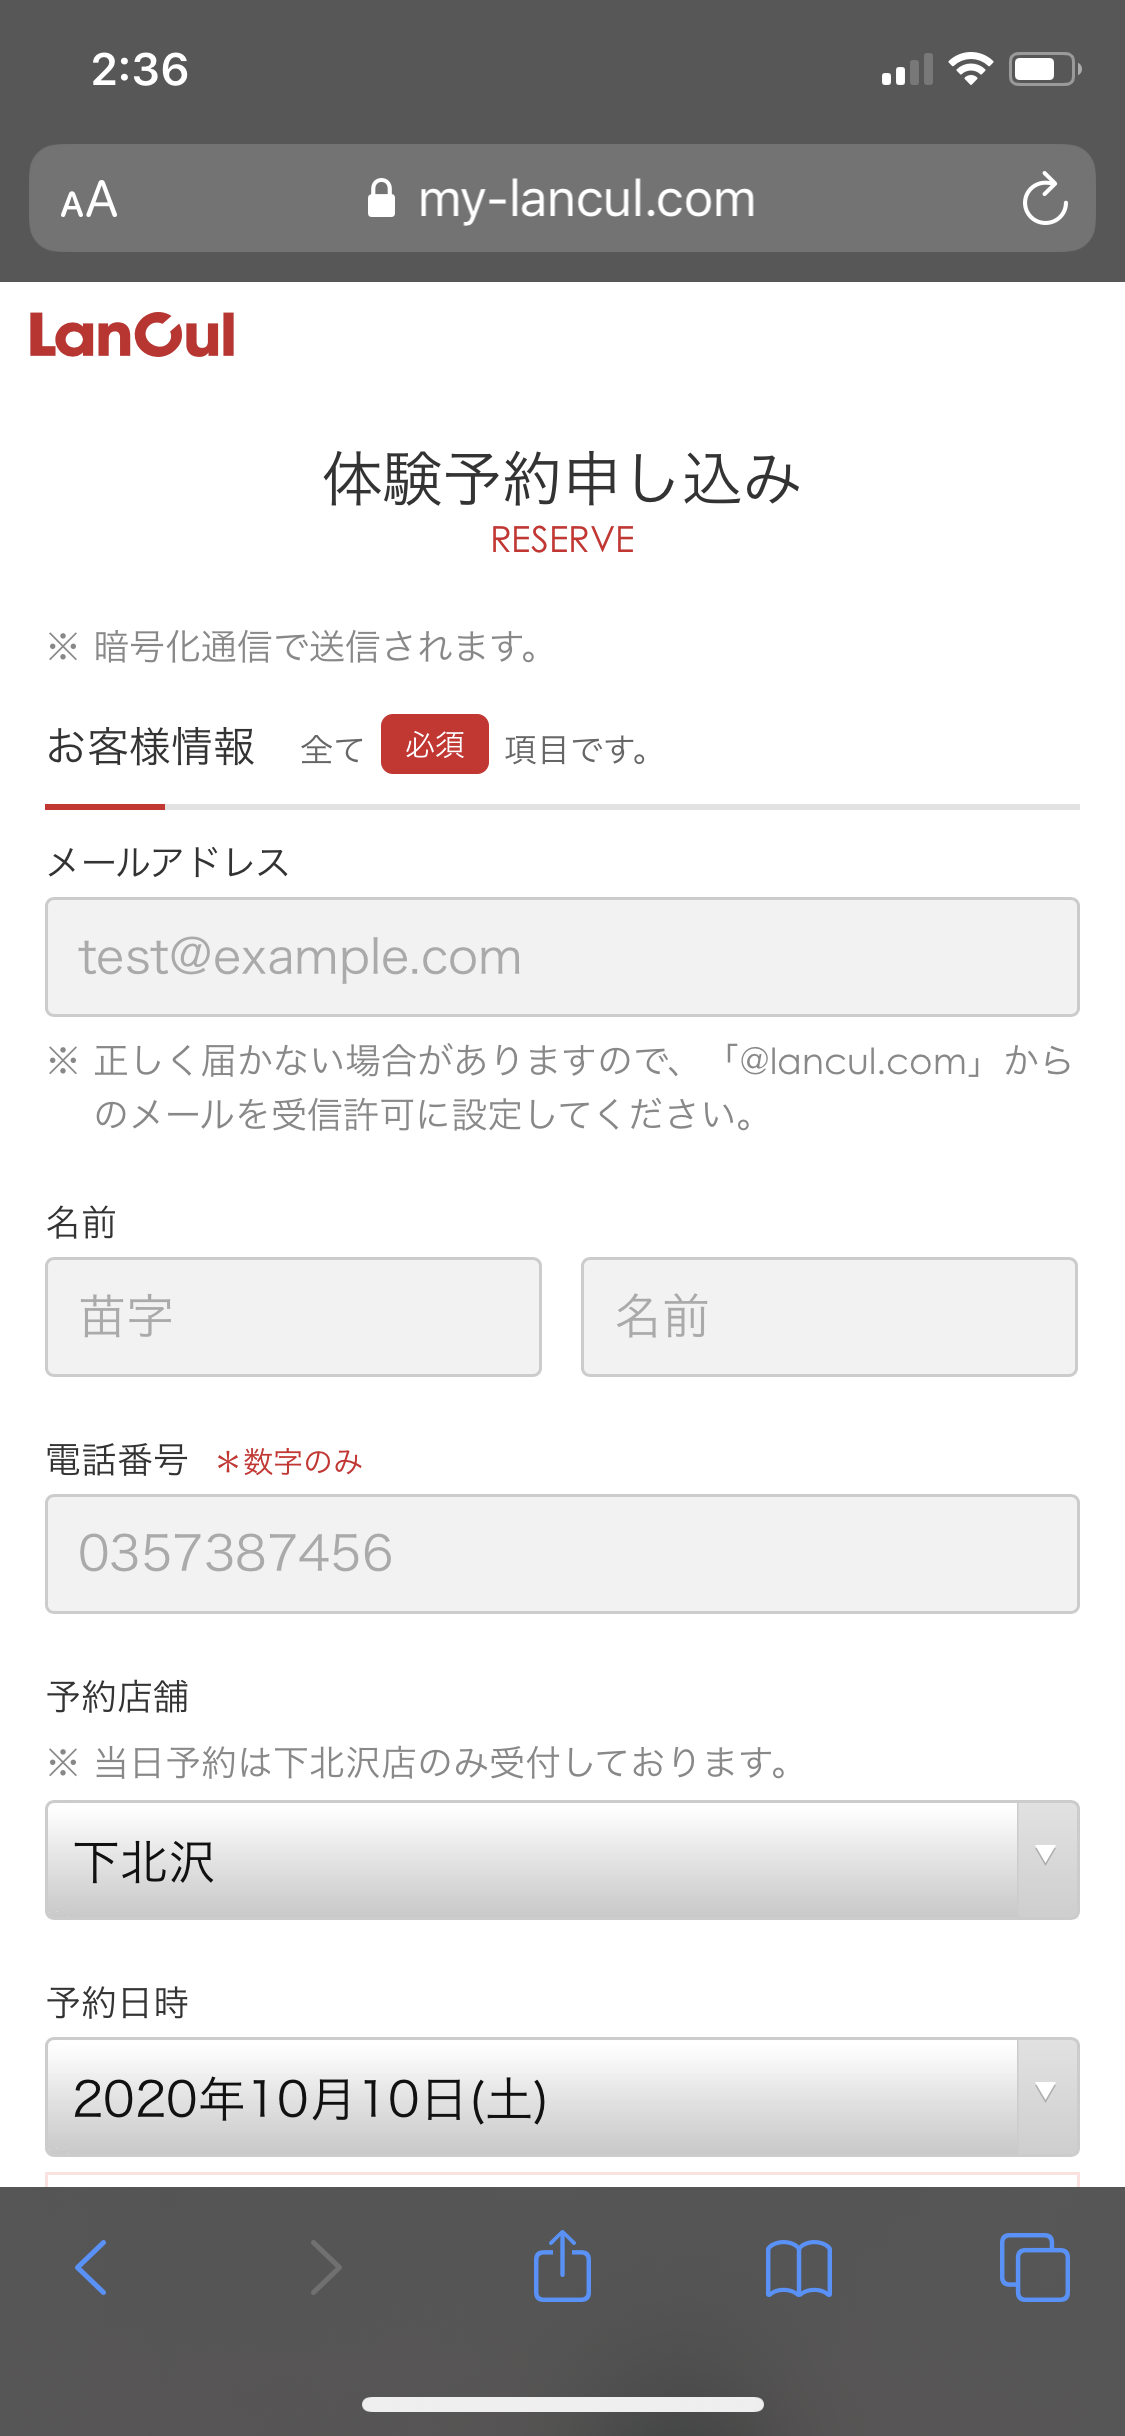 2:36
AA my-lancul.com
LanCul
体験予約申し込み
RESERVE
※ 暗号化通信で送信されます。
お客様情報 全て 必須 項目です。
メールアドレス
test@example.com
※ 正しく届かない場合がありますので、「@lancul.com」から
のメールを受信許可に設定してください。
名前
苗字 名前
電話番号 ＊数字のみ
0357387456
予約店舗
※ 当日予約は下北沢店のみ受付しております。
下北沢
予約日時
2020年10月10日(土)